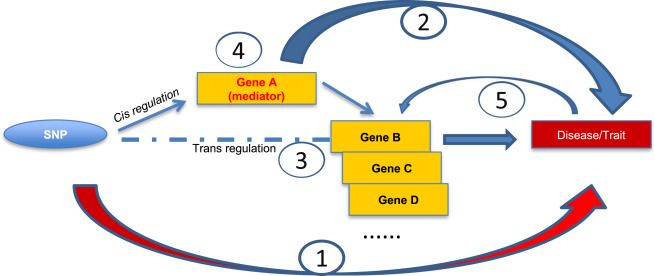 2
4
Gene A
(mediator)
Cis regulation
5
SNP
Gene B
Disease/Trait
Trans regulation
3
Gene C
Gene D
......
1